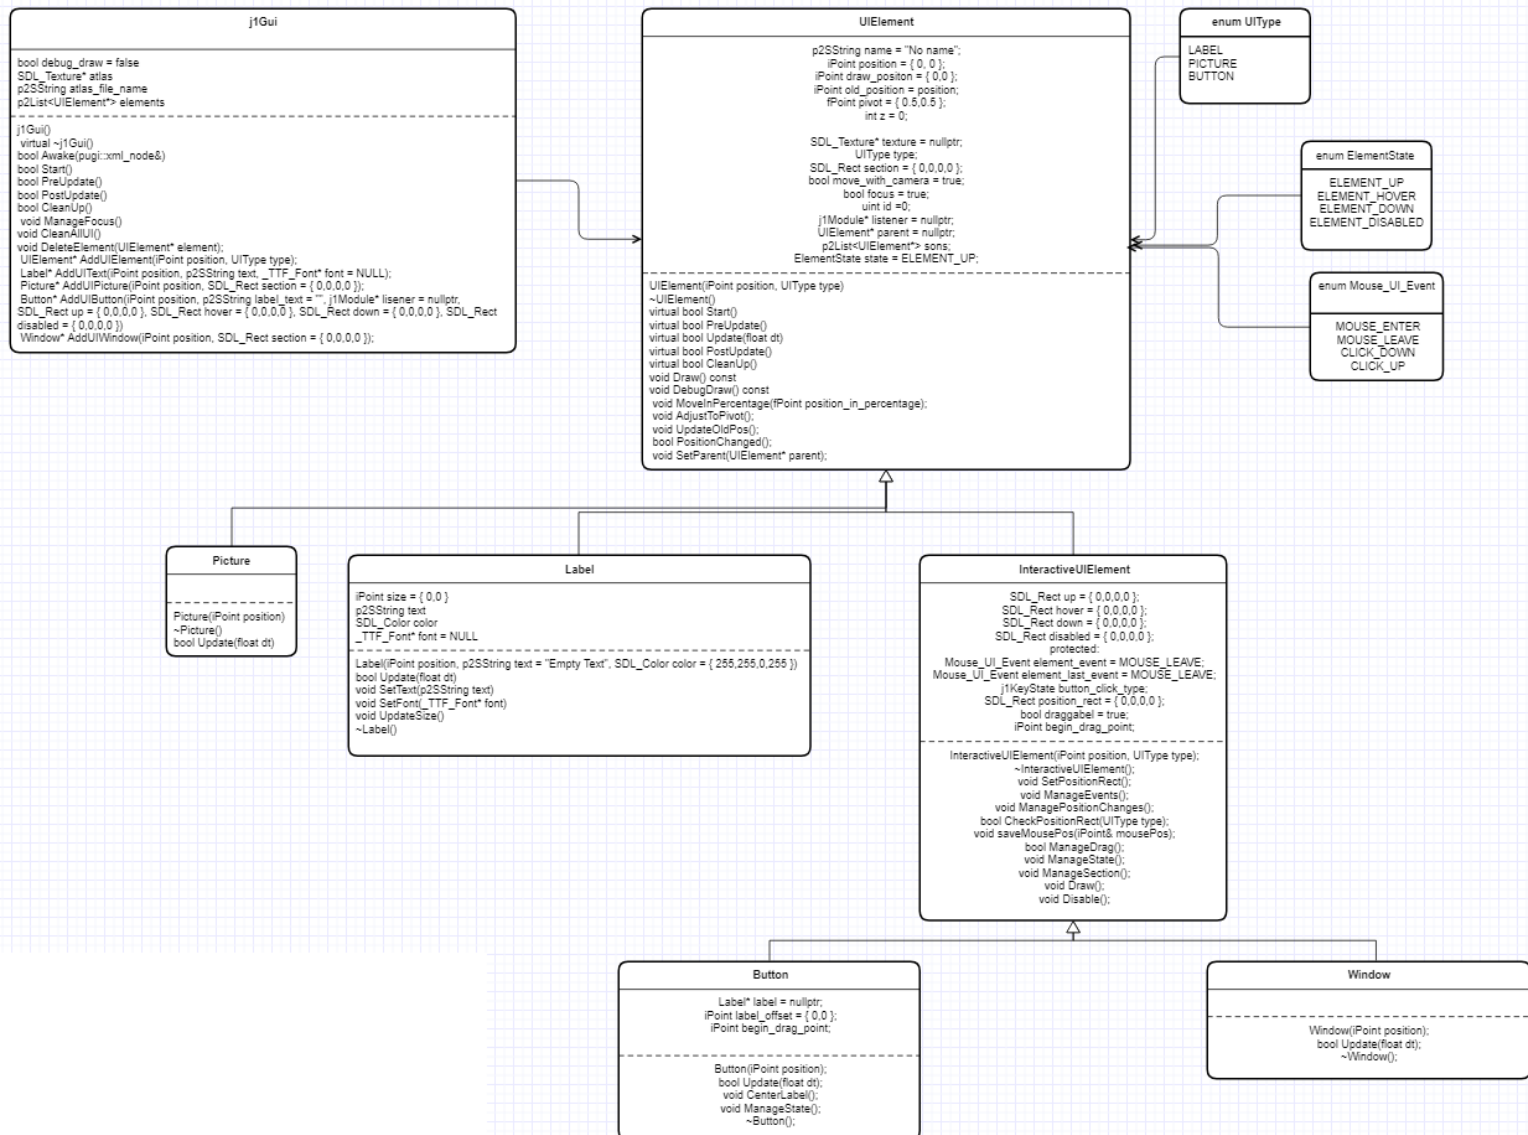 j1Gui
bool debug_draw = false
SDL_Texture* atlas
p2SString atlas_file_name
p2List<UIElement*> elements
j1Gui()
virtual ~j1Gui()
bool Awake(pugi::xml_node&)
bool Start()
bool PreUpdate()
bool PostUpdate()
bool CleanUp()
void ManageFocus()
void CleanAllUI()
void DeleteElement(UIElement* element);
UIElement* AddUIElement(iPoint position, UIType type);
Label* AddUIText(iPoint position, p2SString text, _TTF_Font* font = NULL);
Picture* AddUIPicture(iPoint position, SDL_Rect section = { 0,0,0,0 });
Button* AddUIButton(iPoint position, p2SString label_text = "", j1Module* lisener = nullptr,
SDL_Rect up = { 0,0,0,0 }, SDL_Rect hover = { 0,0,0,0 }, SDL_Rect down = { 0,0,0,0 }, SDL_Rect
disabled = { 0,0,0,0 })
Window* AddUIWindow(iPoint position, SDL_Rect section = { 0,0,0,0 });
UIElement
p2SString name = "No name";
iPoint position = { 0, 0 };
iPoint draw_positon = { 0,0 };
iPoint old_position = position;
fPoint pivot = { 0.5,0.5 };
int z = 0;
SDL_Texture* texture = nullptr;
UIType type;
SDL_Rect section = { 0,0,0,0 };
bool move_with_camera = true;
bool focus = true;
uint id =0;
j1Module* listener = nullptr;
UIElement* parent = nullptr;
p2List<UIElement*> sons;
ElementState state = ELEMENT_UP;
UIElement(iPoint position, UIType type)
~UIElement()
virtual bool Start()
virtual bool PreUpdate()
virtual bool Update(float dt)
virtual bool PostUpdate()
virtual bool CleanUp()
void Draw() const
void DebugDraw() const
void MoveInPercentage(fPoint position_in_percentage);
void AdjustToPivot();
void UpdateOldPos();
bool PositionChanged();
void SetParent(UIElement* parent);
enum UIType
LABEL
PICTURE
BUTTON
enum ElementState
ELEMENT_UP
ELEMENT_HOVER
ELEMENT_DOWN
ELEMENT_DISABLED
enum Mouse_UI_Event
MOUSE_ENTER
MOUSE_LEAVE
CLICK_DOWN
CLICK_UP
Picture
Picture(iPoint position)
~Picture()
bool Update(float dt)
Label
iPoint size = { 0,0 }
p2SString text
SDL_Color color
_TTF_Font* font = NULL
Label(iPoint position, p2SString text = "Empty Text", SDL_Color color = { 255,255,0,255 })
bool Update(float dt)
void SetText(p2SString text)
void SetFont(_TTF_Font* font)
void UpdateSize()
~Label()
InteractiveUIElement
SDL_Rect up = { 0,0,0,0 };
SDL_Rect hover = { 0,0,0,0 };
SDL_Rect down = { 0,0,0,0 };
SDL_Rect disabled = { 0,0,0,0 };
protected:
Mouse_UI_Event element_event = MOUSE_LEAVE;
Mouse_UI_Event element_last_event = MOUSE_LEAVE;
j1KeyState button_click_type;
SDL_Rect position_rect = { 0,0,0,0 };
bool draggabel = true;
iPoint begin_drag_point;
InteractiveUIElement(iPoint position, UIType type);
~InteractiveUIElement();
void SetPositionRect();
void ManageEvents();
void ManagePositionChanges();
bool CheckPositionRect(UIType type);
void saveMousePos(iPoint& mousePos);
bool ManageDrag();
void ManageState();
void ManageSection();
void Draw();
void Disable();
Button
Label* label = nullptr;
iPoint label_offset = { 0,0 };
iPoint begin_drag_point;
Button(iPoint position);
bool Update(float dt);
void CenterLabel();
void ManageState();
~Button();
Window
Window(iPoint position);
bool Update(float dt);
~Window();